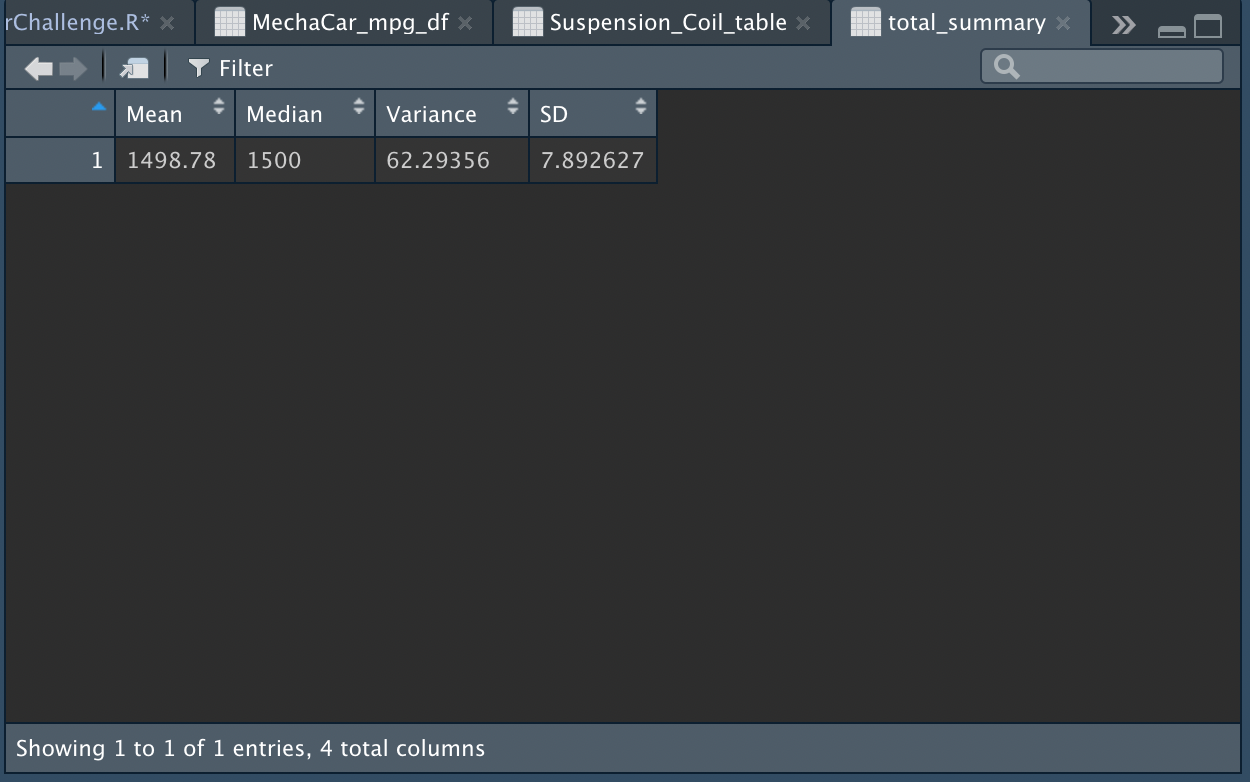 rChallenge.R* MechaCar_mpg_df Suspension_Coil_table total_summary
Filter
Mean Median Variance SD
1 1498.78 1500 62.29356 7.892627
Showing 1 to 1 of 1 entries, 4 total columns